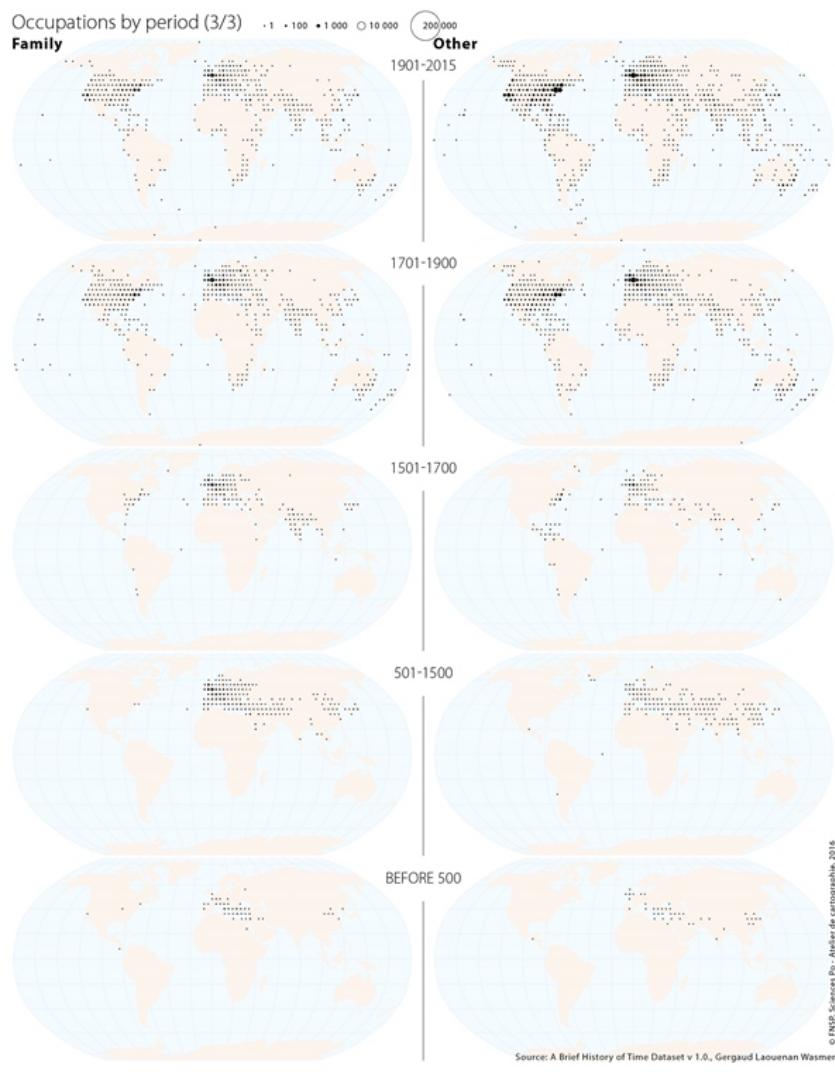 Occupations by period (3/3) 1 100 1 000 10 000 200 000
Family Other
1901-2015
1701-1900
1501-1700
501-1500
BEFORE 500
© FNSP. Sciences Po - Atelier de cartographie, 2016
Source: A Brief History of Time Dataset v 1.0., Gergaud Laouenan Wasmer